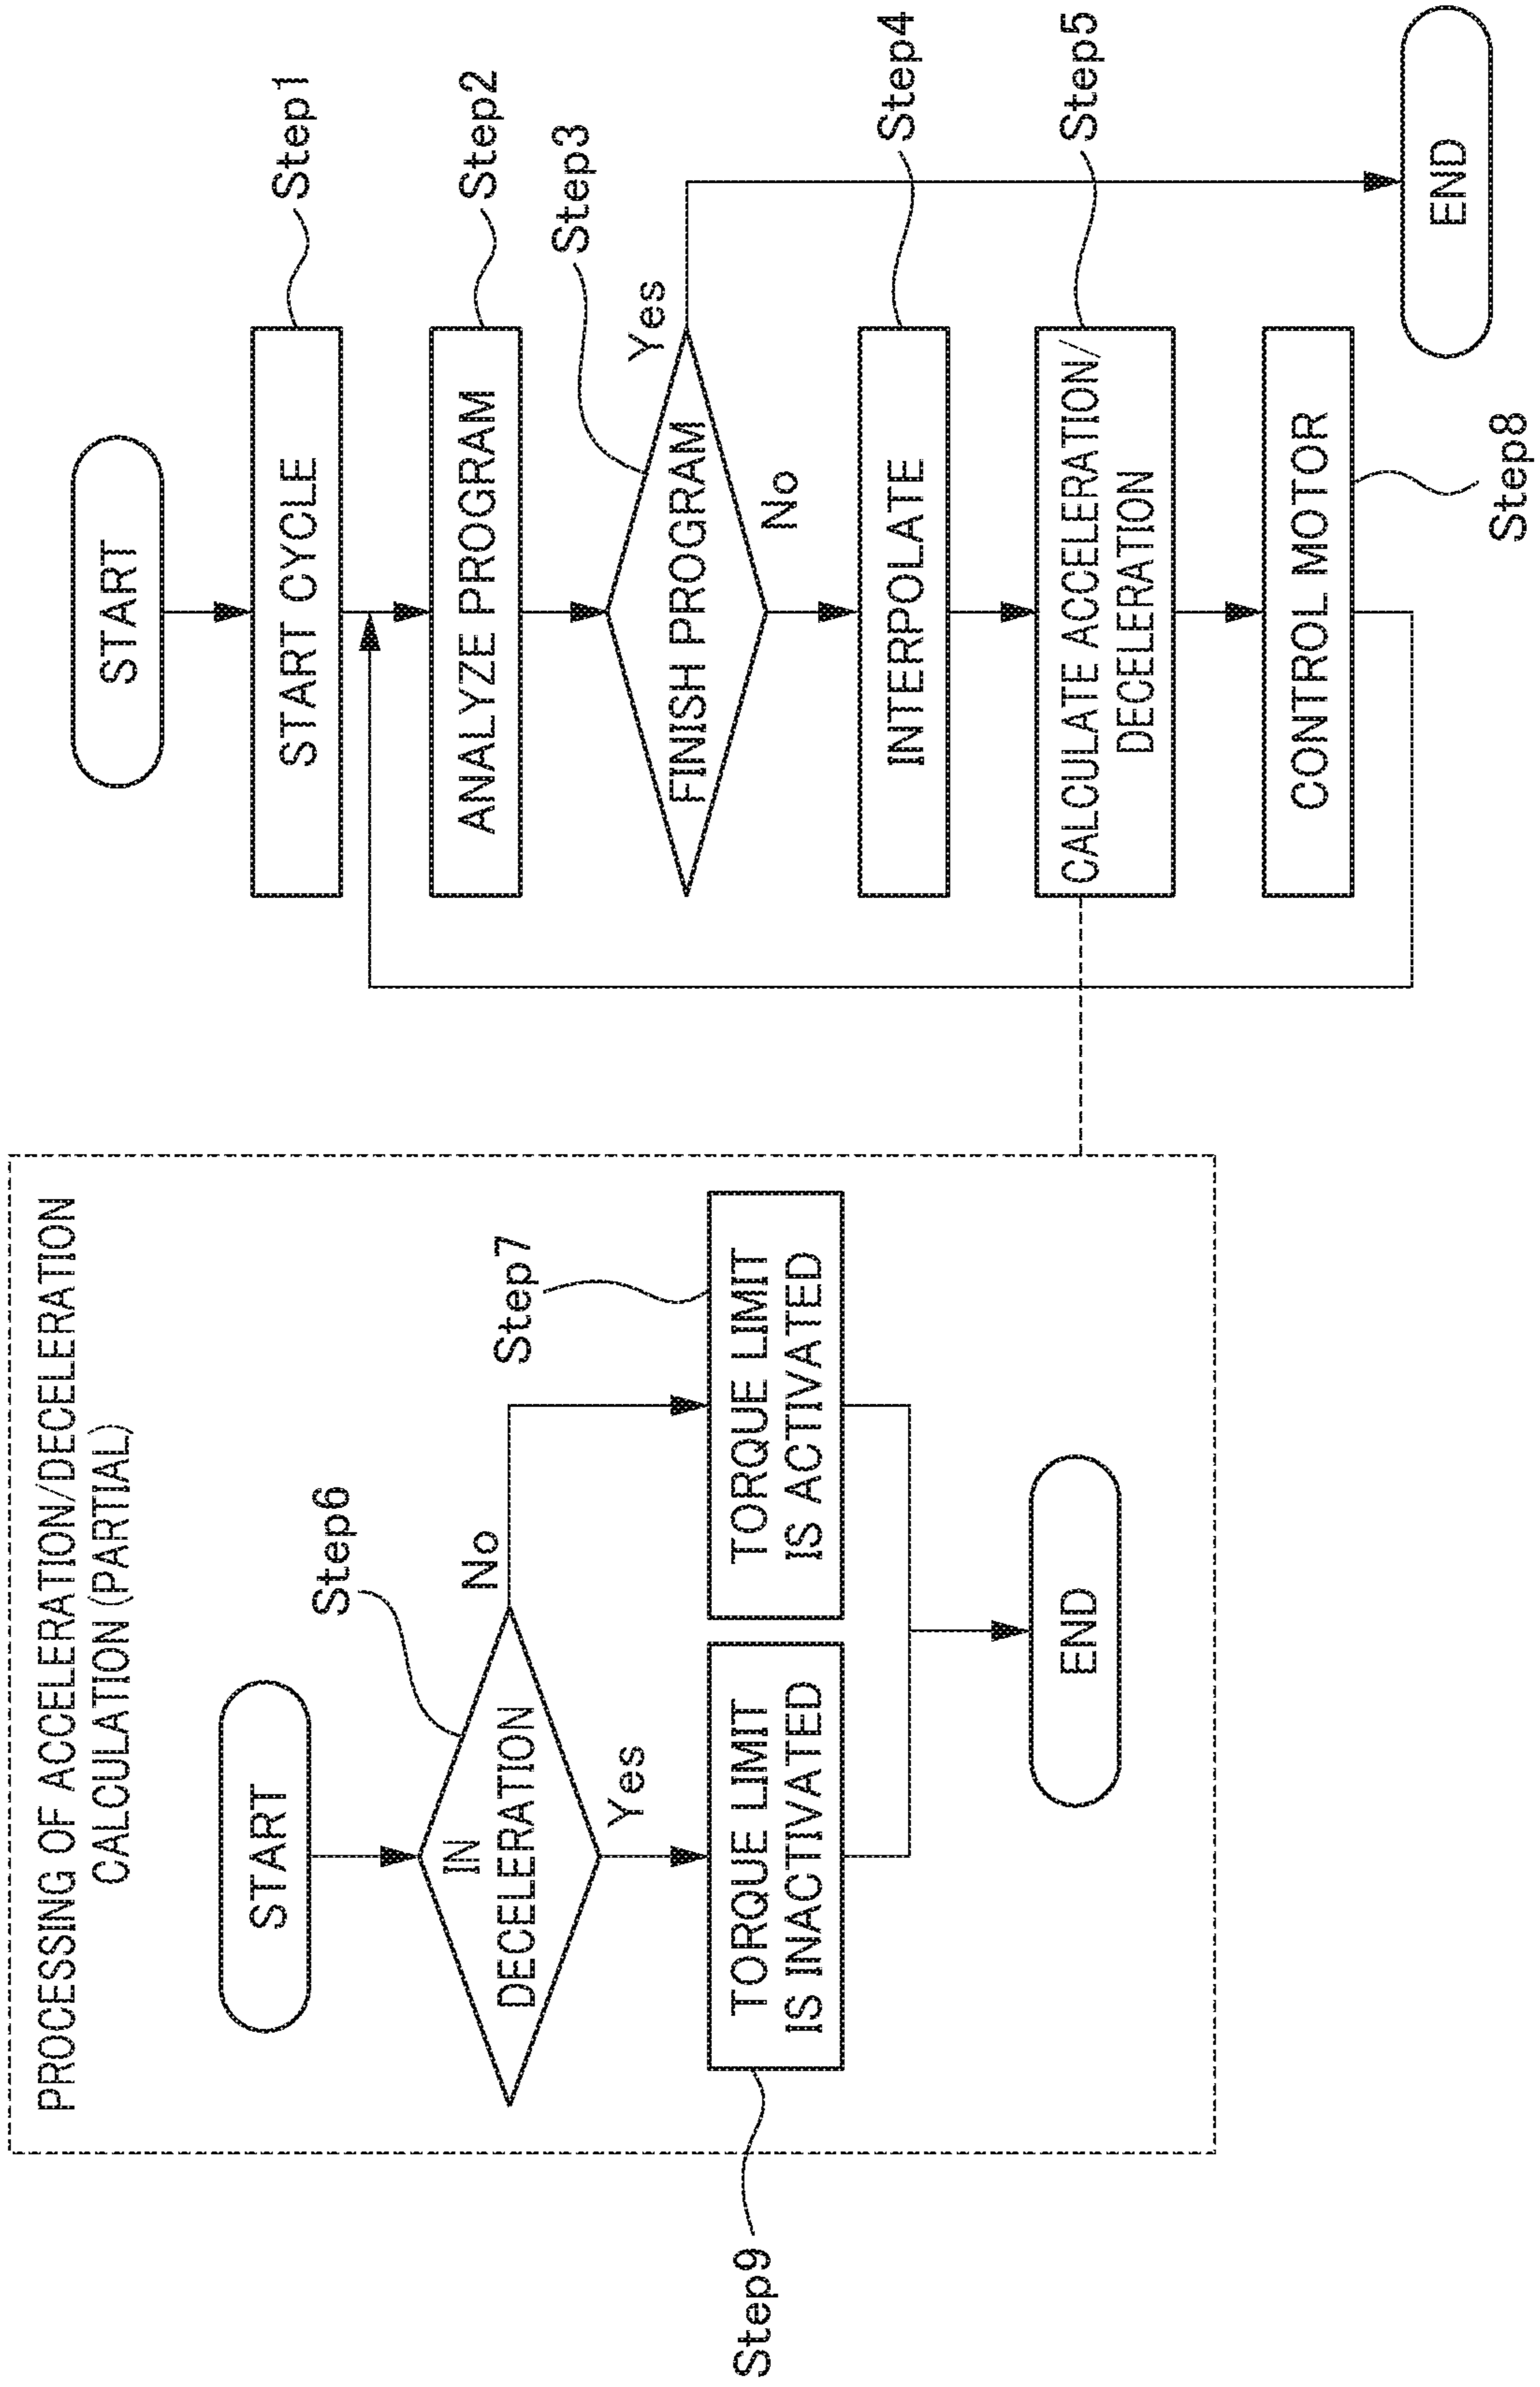 PROCESSING OF ACCELERATION/DECELERATION
CALCULATION (PARTIAL)
START
Step6
IN
DECELERATION
No
Yes
Step7
Step9
TORQUE LIMIT
IS INACTIVATED
TORQUE LIMIT
IS ACTIVATED
END
START
START CYCLE
Step1
ANALYZE PROGRAM
Step2
Step3
FINISH PROGRAM
Yes
No
INTERPOLATE
Step4
CALCULATE ACCELERATION/
DECELERATION
Step5
CONTROL MOTOR
Step8
END